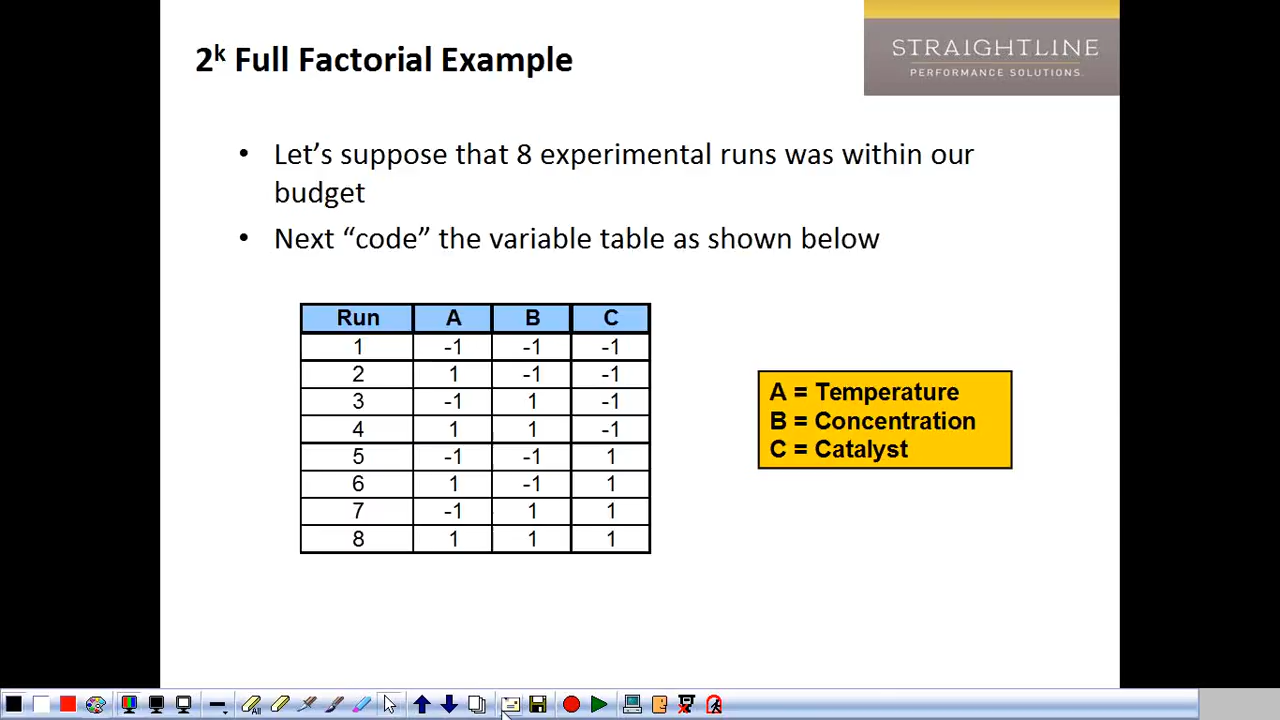 2k Full Factorial Example
STRAIGHTLINE
PERFORMANCE SOLUTIONS.
• Let's suppose that 8 experimental runs was within our
budget
• Next “code” the variable table as shown below
Run A B C
1 -1 -1 -1
2 1 -1 -1
3 -1 1 -1
4 1 1 -1
5 -1 -1 1
6 1 -1 1
7 -1 1 1
8 1 1 1
A = Temperature
B = Concentration
C = Catalyst
All